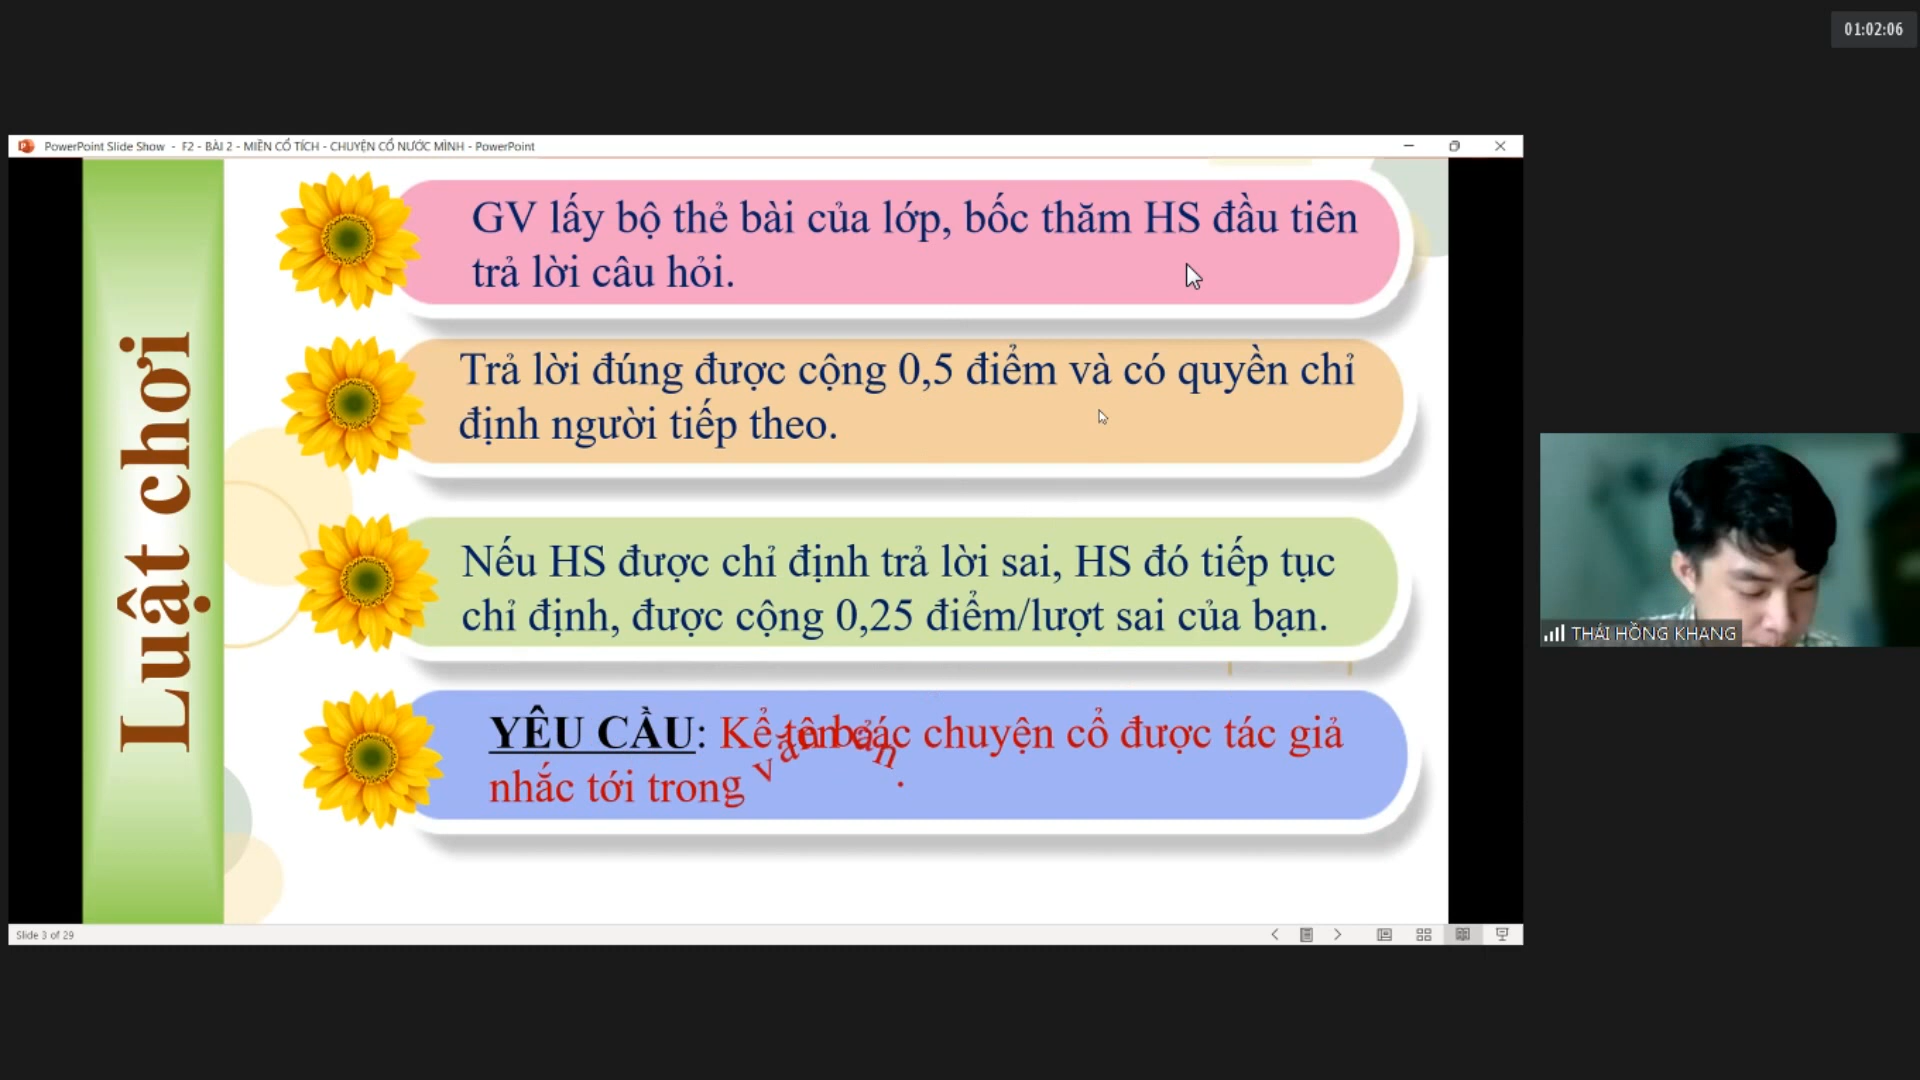 01:02:06
PowerPoint Slide Show - F2 - BÀI 2 - MIỀN CỔ TÍCH - CHUYỆN CỔ NƯỚC MÌNH - PowerPoint
Luật chơi
GV lấy bộ thẻ bài của lớp, bốc thăm HS đầu tiên
trả lời câu hỏi.
Trả lời đúng được cộng 0,5 điểm và có quyền chỉ
định người tiếp theo.
Nếu HS được chỉ định trả lời sai, HS đó tiếp tục
chỉ định, được cộng 0,25 điểm/lượt sai của bạn.
YÊU CẦU: Kể tên các chuyện cổ được tác giả
nhắc tới trong văn bản.
THÁI HỒNG KHANG
Slide 3 of 29